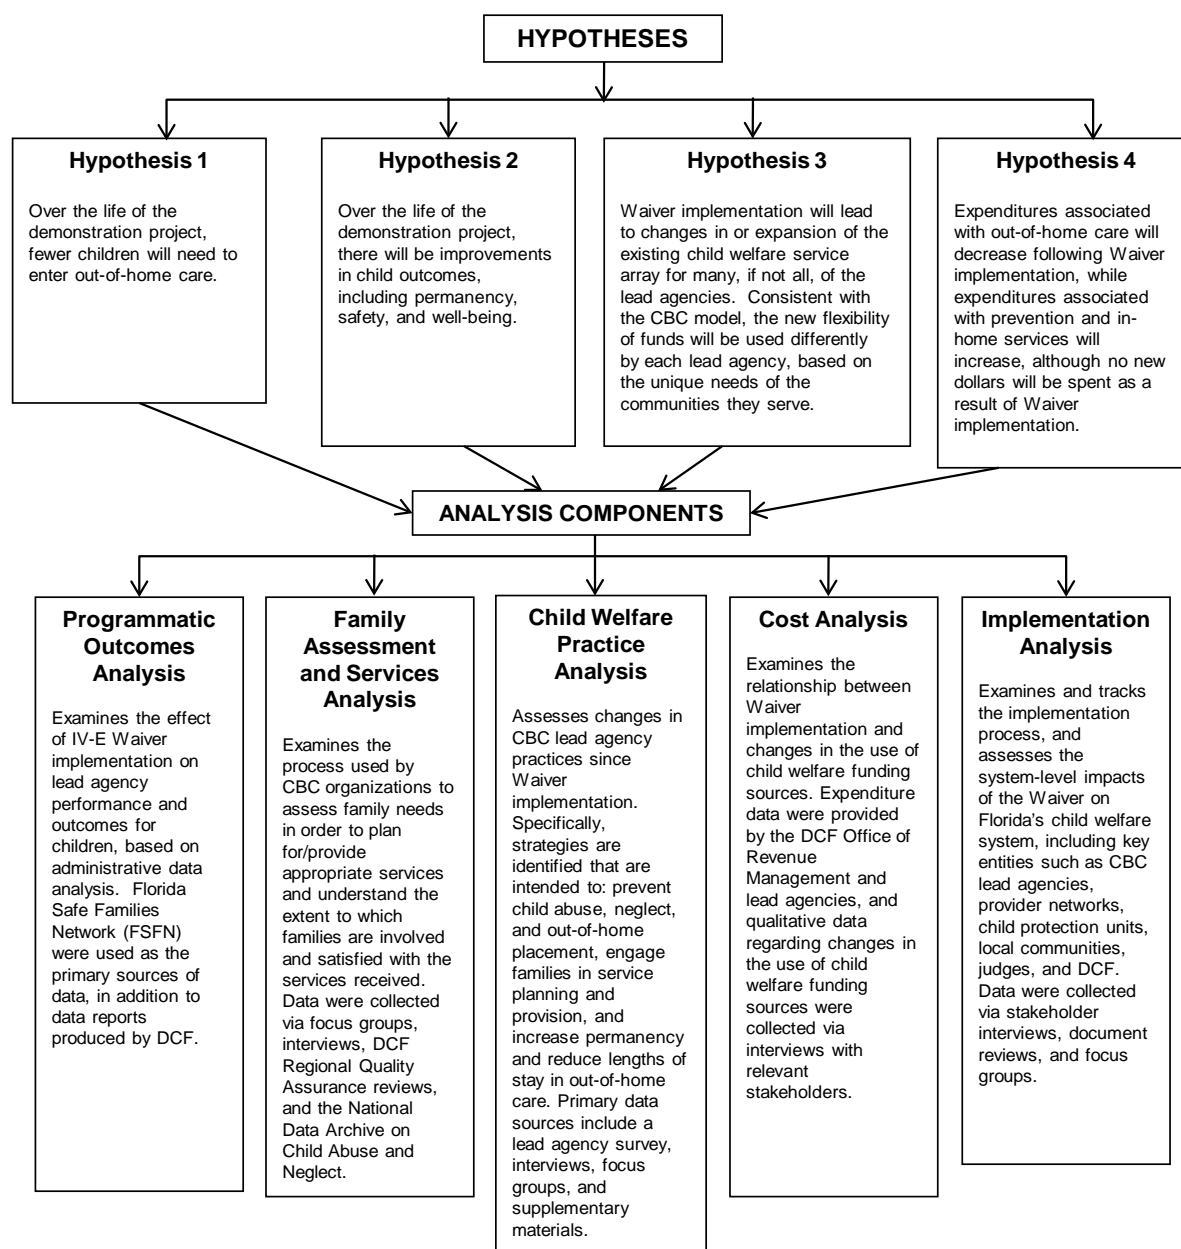 HYPOTHESES
Hypothesis 1
Over the life of the
demonstration project,
fewer children will need to
enter out-of-home care.
Hypothesis 2
Over the life of the
demonstration project,
there will be improvements
in child outcomes,
including permanency,
safety, and well-being.
Hypothesis 3
Waiver implementation will lead
to changes in or expansion of the
existing child welfare service
array for many, if not all, of the
lead agencies. Consistent with
the CBC model, the new flexibility
of funds will be used differently
by each lead agency, based on
the unique needs of the
communities they serve.
Hypothesis 4
Expenditures associated
with out-of-home care will
decrease following Waiver
implementation, while
expenditures associated
with prevention and in-
home services will
increase, although no new
dollars will be spent as a
result of Waiver
implementation.
ANALYSIS COMPONENTS
Programmatic
Outcomes
Analysis
Examines the effect
of IV-E Waiver
implementation on
lead agency
performance and
outcomes for
children, based on
administrative data
analysis. Florida
Safe Families
Network (FSFN)
were used as the
primary sources of
data, in addition to
data reports
produced by DCF.
Family
Assessment
and Services
Analysis
Examines the
process used by
CBC organizations to
assess family needs
in order to plan
for/provide
appropriate services
and understand the
extent to which
families are involved
and satisfied with the
services received.
Data were collected
via focus groups,
interviews, DCF
Regional Quality
Assurance reviews,
and the National
Data Archive on
Child Abuse and
Neglect.
Child Welfare
Practice
Analysis
Assesses changes in
CBC lead agency
practices since
Waiver
implementation.
Specifically,
strategies are
identified that are
intended to: prevent
child abuse, neglect,
and out-of-home
placement, engage
families in service
planning and
provision, and
increase permanency
and reduce lengths of
stay in out-of-home
care. Primary data
sources include a
lead agency survey,
interviews, focus
groups, and
supplementary
materials.
Cost Analysis
Examines the
relationship between
Waiver
implementation and
changes in the use of
child welfare funding
sources. Expenditure
data were provided
by the DCF Office of
Revenue
Management and
lead agencies, and
qualitative data
regarding changes in
the use of child
welfare funding
sources were
collected via
interviews with
relevant
stakeholders.
Implementation
Analysis
Examines and tracks
the implementation
process, and
assesses the
system-level impacts
of the Waiver on
Florida’s child welfare
system, including key
entities such as CBC
lead agencies,
provider networks,
child protection units,
local communities,
judges, and DCF.
Data were collected
via stakeholder
interviews, document
reviews, and focus
groups.